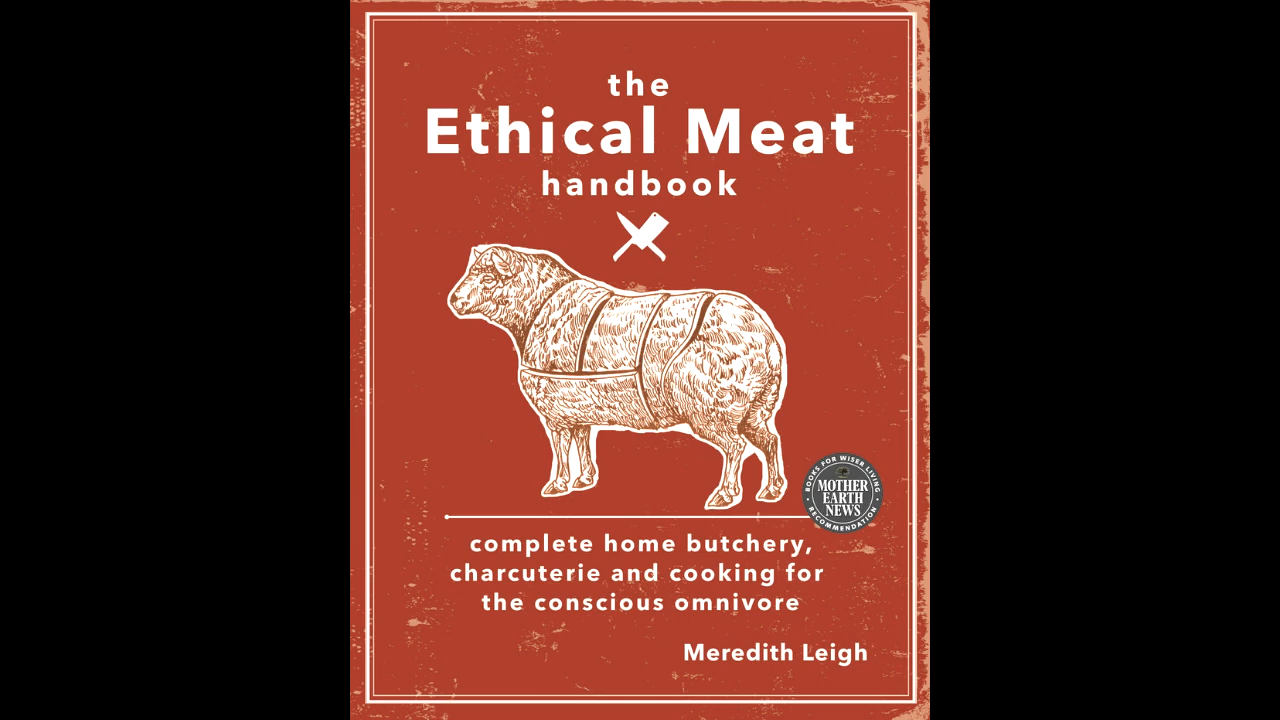 the
Ethical Meat
handbook
BOOKS FOR WISER LIVING
MOTHER
EARTH
NEWS
RECOMMENDATION
complete home butchery,
charcuterie and cooking for
the conscious omnivore
Meredith Leigh